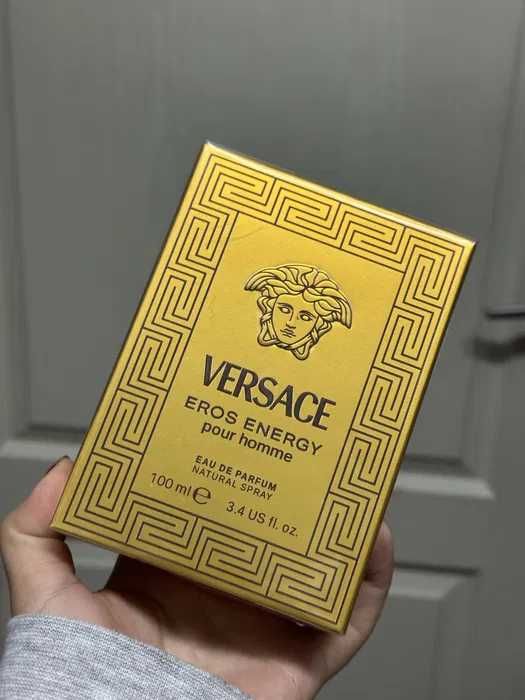 VERSACE
EROS ENERGY
pour homme
EAU DE PARFUM
NATURAL SPRAY
100 ml ℮ 3.4 US fl. oz.